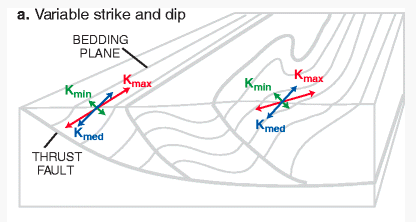 a. Variable strike and dip
BEDDING
PLANE
Kmin
Kmax
Kmed
THRUST
FAULT
Kmin
Kmax
Kmed